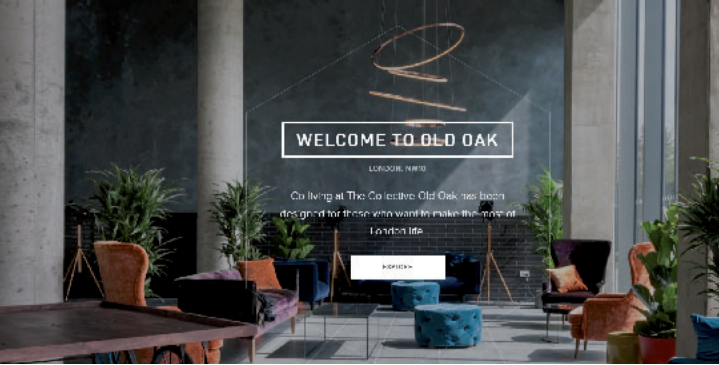 WELCOME TO OLD OAK
LONDON, NW10
Co-living at The Collective Old Oak has been
designed for those who want to make the most of
London life
EXPLORE